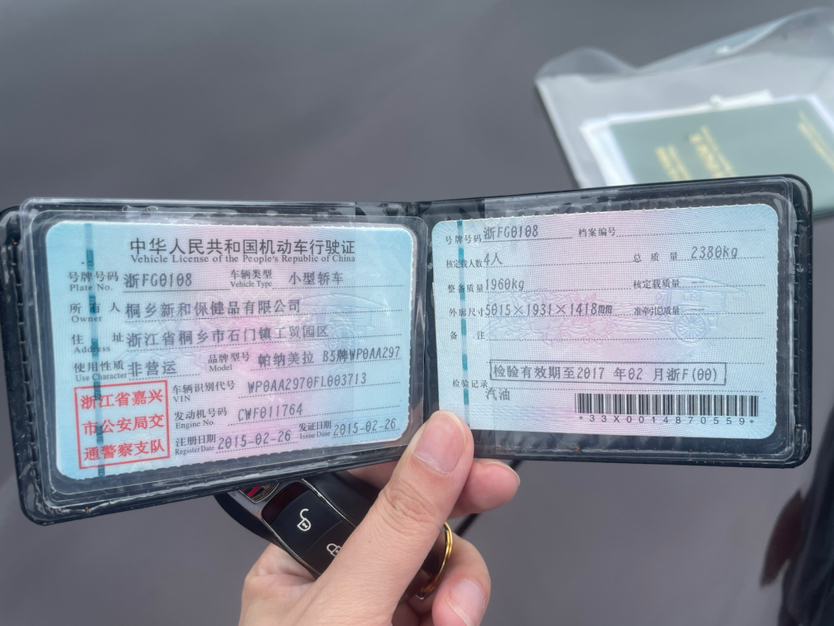 中华人民共和国机动车行驶证
Vehicle License of the People's Republic of China
号牌号码 浙FG0108 车辆类型 小型轿车
Plate No. Vehicle Type
所有人 桐乡新和保健品有限公司
Owner
住址 浙江省桐乡市石门镇工贸园区
Address
使用性质 非营运 品牌型号 帕纳美拉 B5牌WP0AA297
Use Character Model
浙江省嘉兴
市公安局交
通警察支队
车辆识别代号 WP0AA2970FL003713
VIN
发动机号码 CWF011764
Engine No.
注册日期 2015-02-26 发证日期 2015-02-26
Register Date Issue Date
号牌号码 浙FG0108 档案编号
核定载人数 4人 总质量 2380kg
整备质量 1960kg 核定载质量 --
外廓尺寸 5015×1931×1418mm 准牵引总质量 --
备注
检验有效期至2017 年02 月浙F(00)
检验记录
汽油
*33X0014870559*